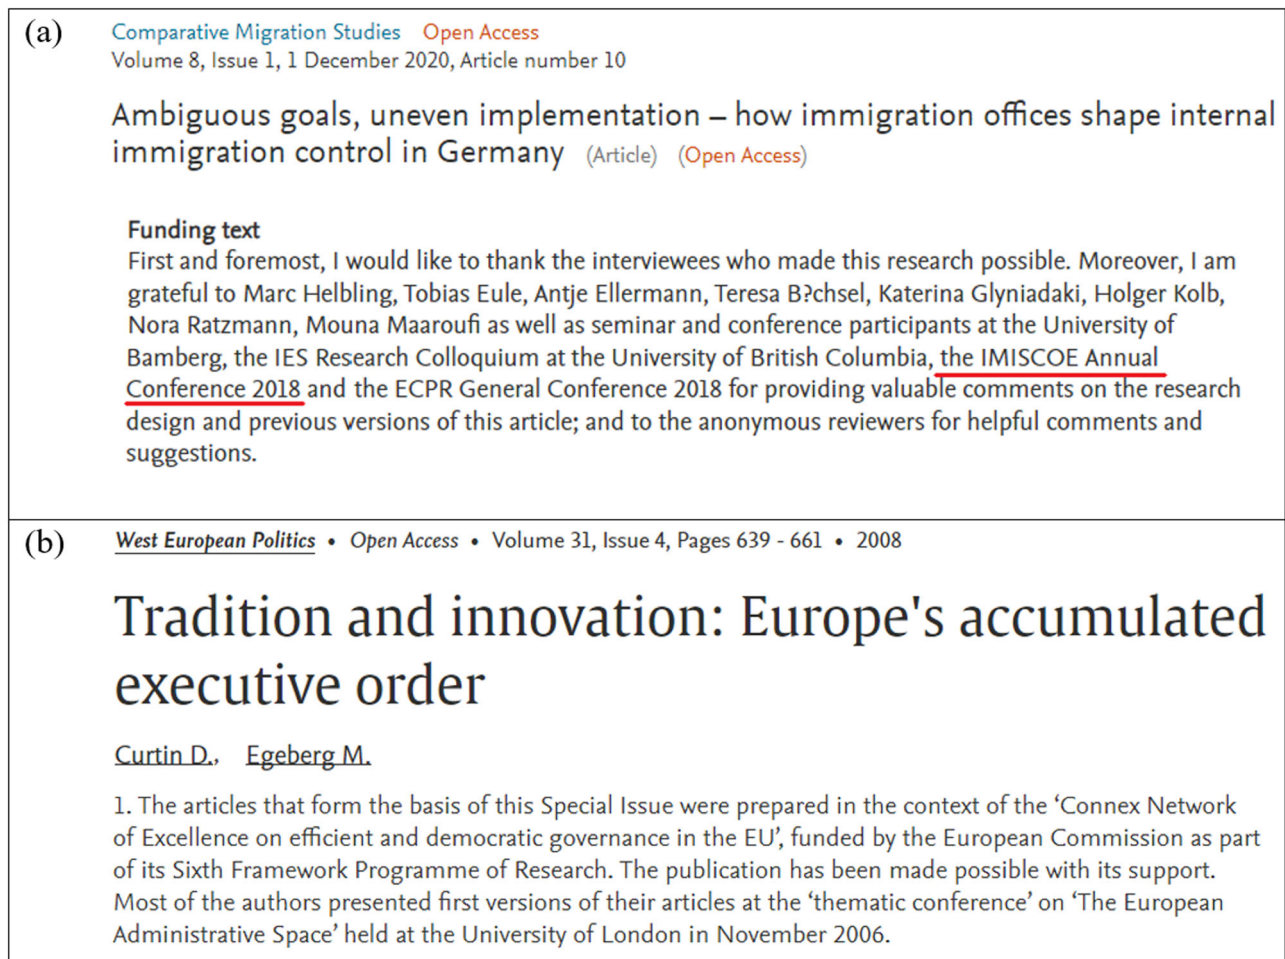 (a)
Comparative Migration Studies Open Access
Volume 8, Issue 1, 1 December 2020, Article number 10
Ambiguous goals, uneven implementation – how immigration offices shape internal
immigration control in Germany (Article) (Open Access)
Funding text
First and foremost, I would like to thank the interviewees who made this research possible. Moreover, I am
grateful to Marc Helbling, Tobias Eule, Antje Ellermann, Teresa B?chsel, Katerina Glyniadaki, Holger Kolb,
Nora Ratzmann, Mouna Maaroufi as well as seminar and conference participants at the University of
Bamberg, the IES Research Colloquium at the University of British Columbia, the IMISCOE Annual
Conference 2018 and the ECPR General Conference 2018 for providing valuable comments on the research
design and previous versions of this article; and to the anonymous reviewers for helpful comments and
suggestions.
(b)
West European Politics • Open Access • Volume 31, Issue 4, Pages 639 - 661 • 2008
Tradition and innovation: Europe's accumulated
executive order
Curtin D., Egeberg M.
1. The articles that form the basis of this Special Issue were prepared in the context of the ‘Connex Network
of Excellence on efficient and democratic governance in the EU’, funded by the European Commission as part
of its Sixth Framework Programme of Research. The publication has been made possible with its support.
Most of the authors presented first versions of their articles at the ‘thematic conference’ on ‘The European
Administrative Space’ held at the University of London in November 2006.